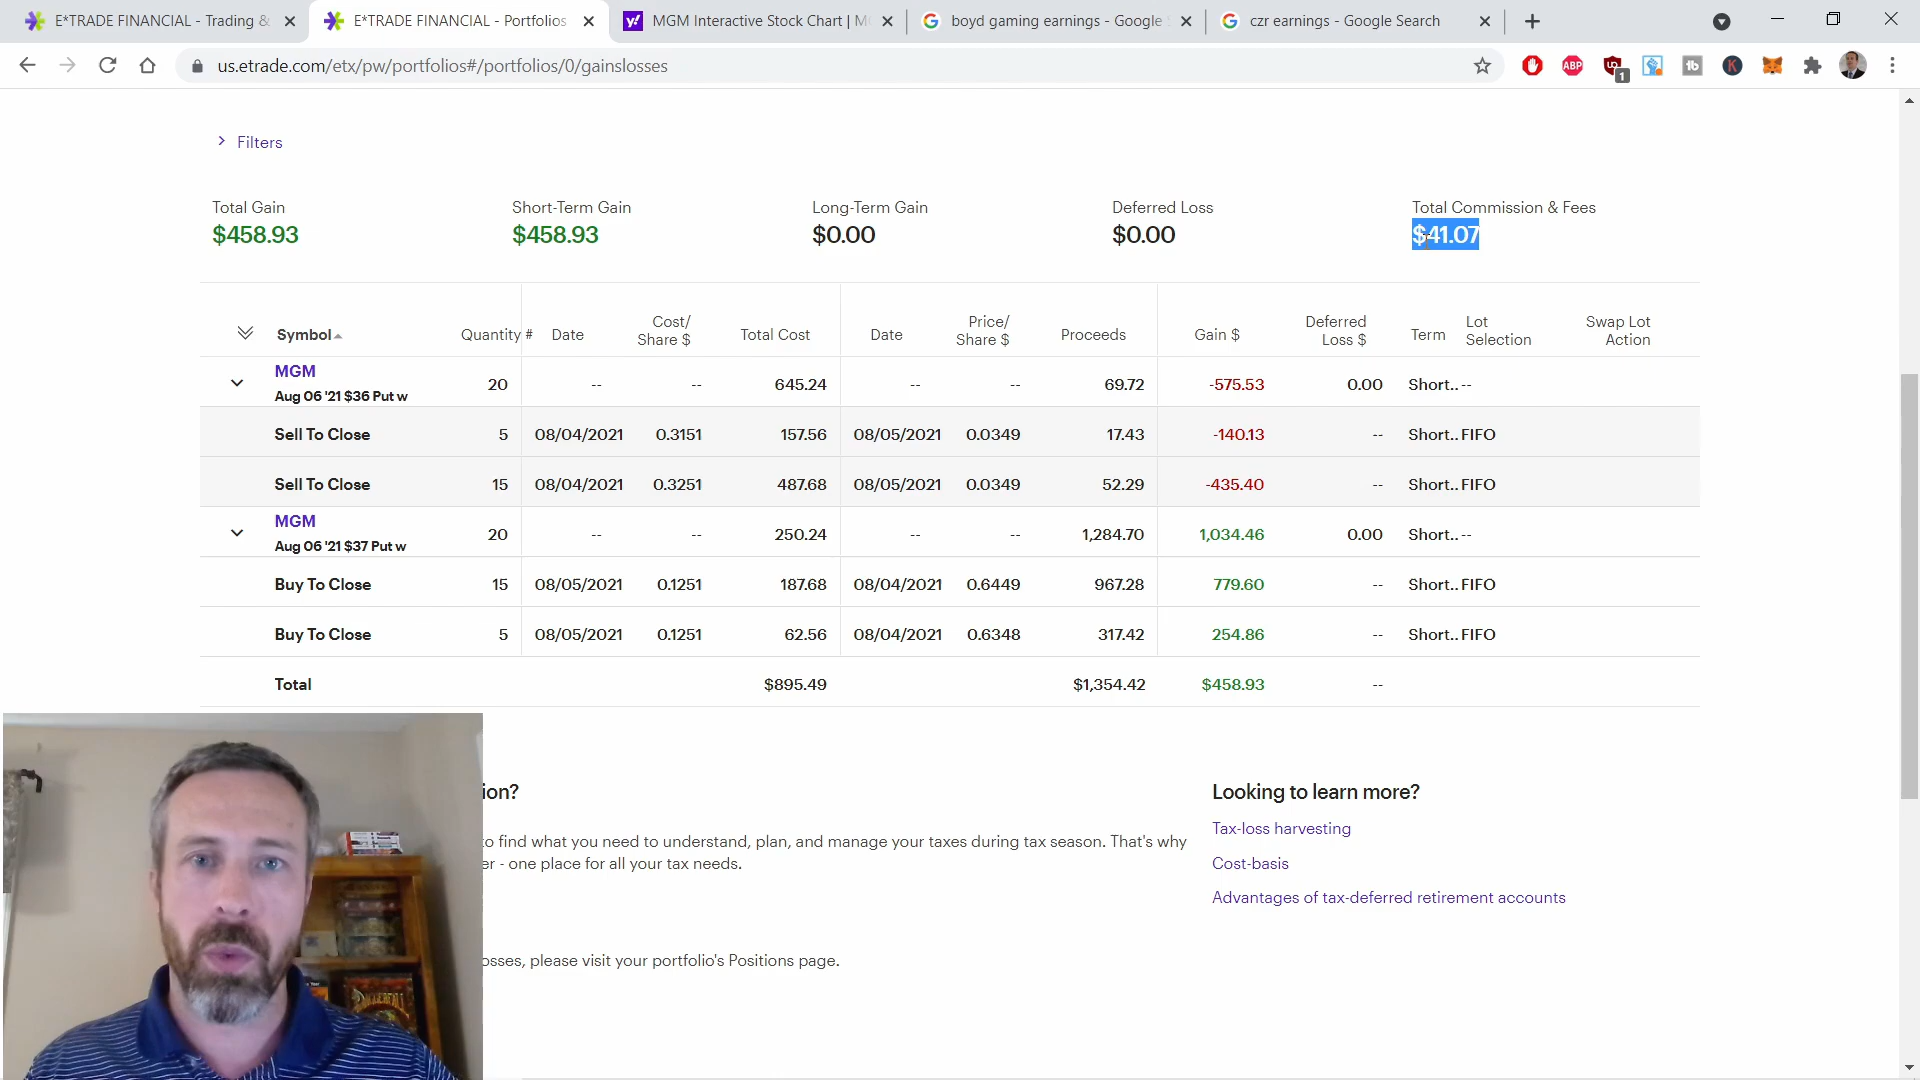 E*TRADE FINANCIAL - Trading &
E*TRADE FINANCIAL - Portfolios
MGM Interactive Stock Chart | M
boyd gaming earnings - Google
czr earnings - Google Search
us.etrade.com/etx/pw/portfolios#/portfolios/0/gainslosses
ABP
1
tb
K
Filters
Total Gain
$458.93
Short-Term Gain
$458.93
Long-Term Gain
$0.00
Deferred Loss
$0.00
Total Commission & Fees
$41.07
Symbol Quantity # Date Cost/ Share $ Total Cost Date Price/ Share $ Proceeds Gain $ Deferred Loss $ Term Lot Selection Swap Lot Action
MGM
Aug 06 '21 $36 Put w 20 -- -- 645.24 -- -- 69.72 -575.53 0.00 Short.. --
Sell To Close 5 08/04/2021 0.3151 157.56 08/05/2021 0.0349 17.43 -140.13 -- Short.. FIFO
Sell To Close 15 08/04/2021 0.3251 487.68 08/05/2021 0.0349 52.29 -435.40 -- Short.. FIFO
MGM
Aug 06 '21 $37 Put w 20 -- -- 250.24 -- -- 1,284.70 1,034.46 0.00 Short.. --
Buy To Close 15 08/05/2021 0.1251 187.68 08/04/2021 0.6449 967.28 779.60 -- Short.. FIFO
Buy To Close 5 08/05/2021 0.1251 62.56 08/04/2021 0.6348 317.42 254.86 -- Short.. FIFO
Total $895.49 $1,354.42 $458.93 --
ion?
to find what you need to understand, plan, and manage your taxes during tax season. That's why
er - one place for all your tax needs.
osses, please visit your portfolio's Positions page.
Looking to learn more?
Tax-loss harvesting
Cost-basis
Advantages of tax-deferred retirement accounts